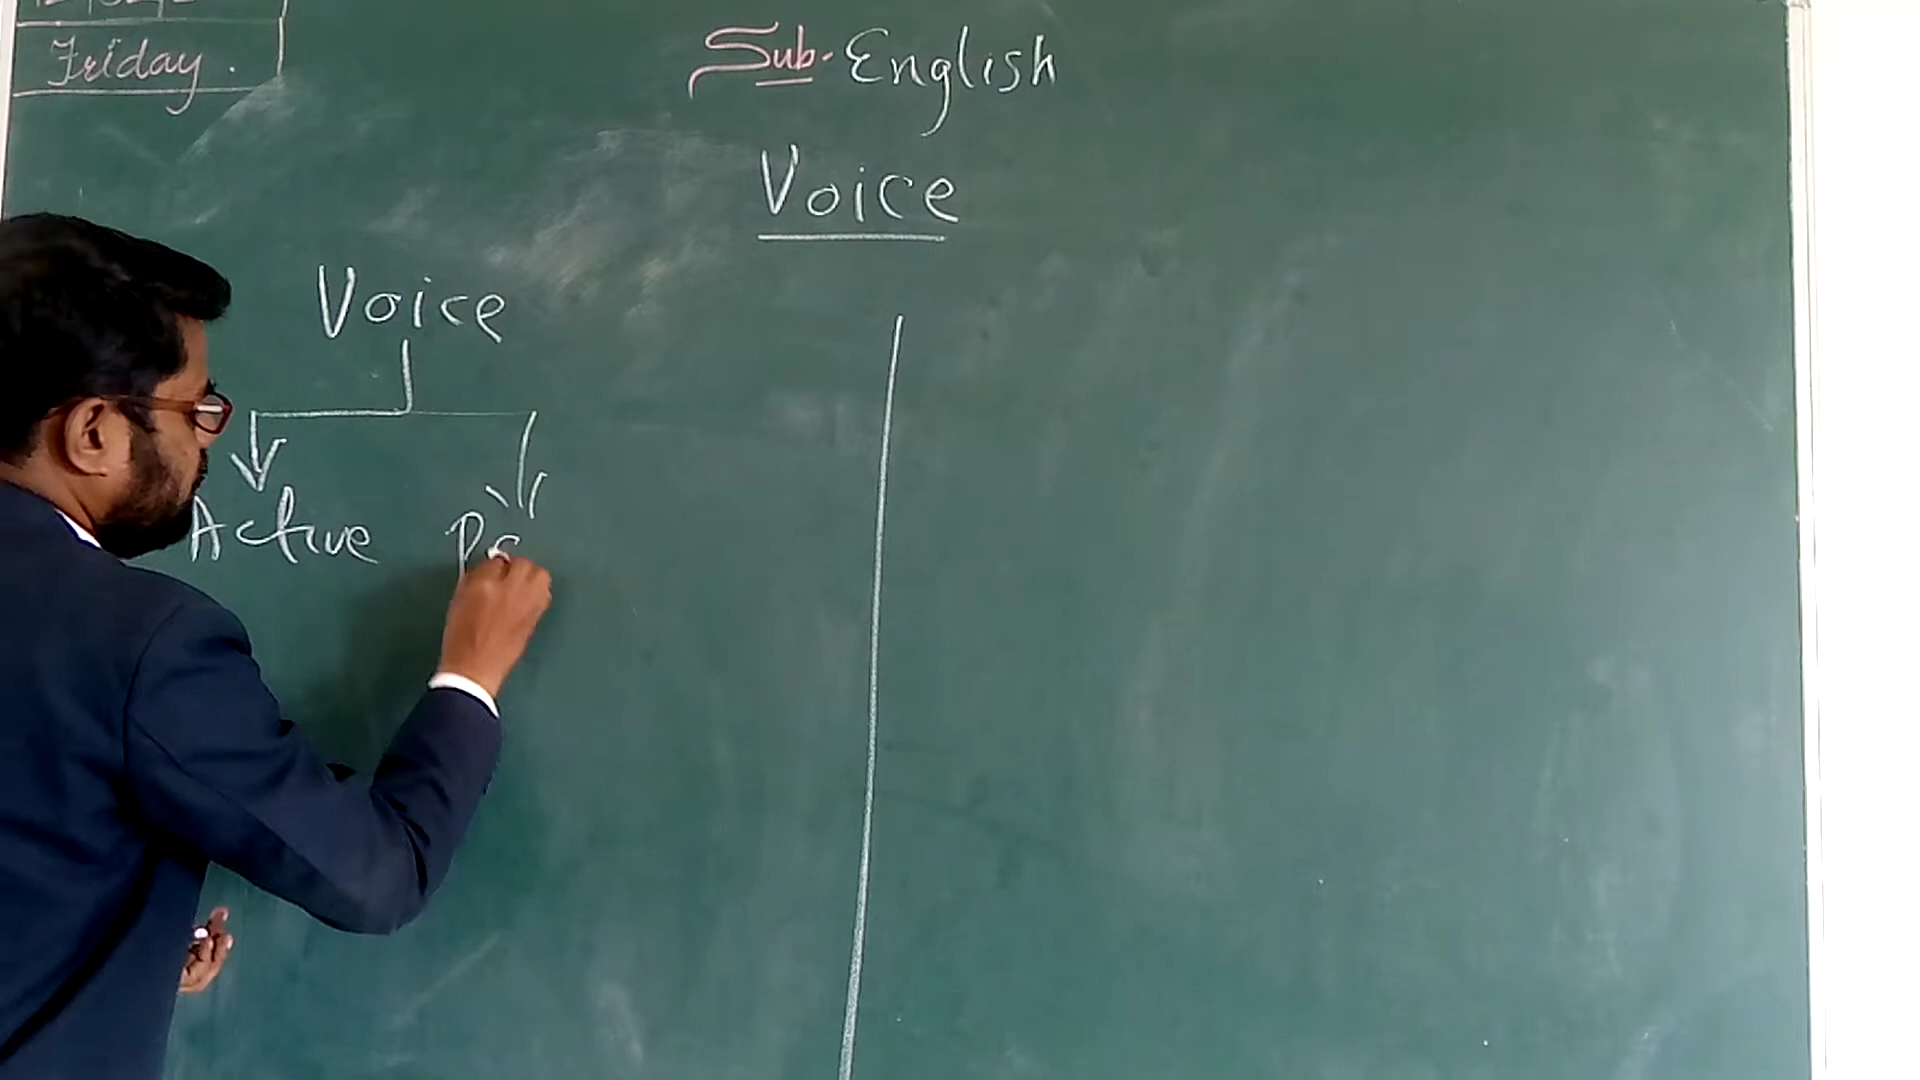 Friday.
Sub. English
Voice
Voice
Active Pa